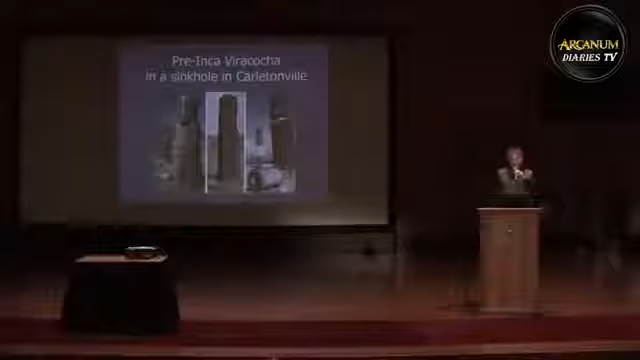 Pre-Inca Viracocha
in a sinkhole in Carletonville
ARCANUM
DIARIES TV